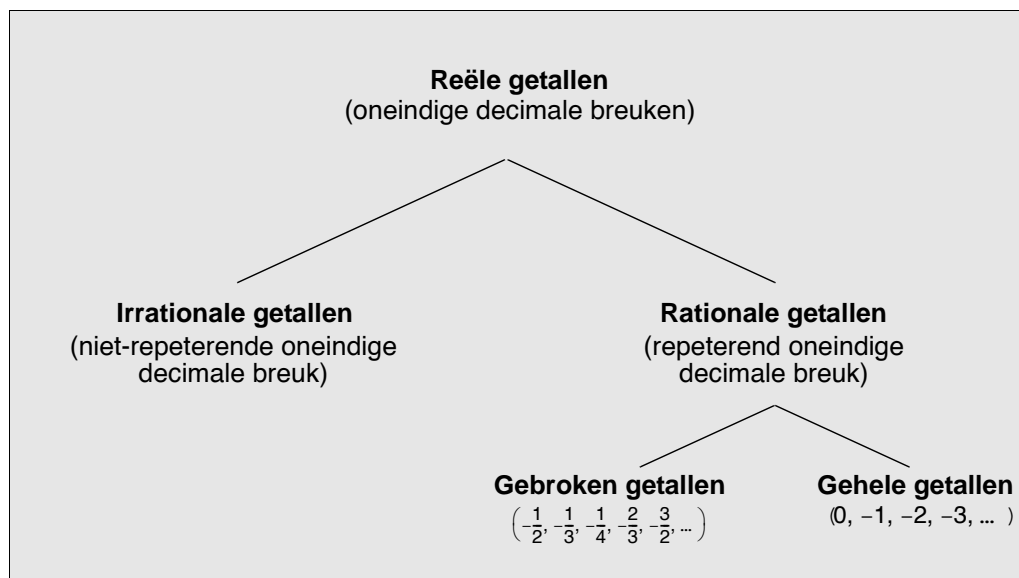 Reële getallen
(oneindige decimale breuken)
Irrationale getallen
(niet-repeterende oneindige
decimale breuk)
Rationale getallen
(repeterend oneindige
decimale breuk)
Gebroken getallen
(−1/2, −1/3, −1/4, −2/3, −3/2, ...)
Gehele getallen
(0, −1, −2, −3, ... )